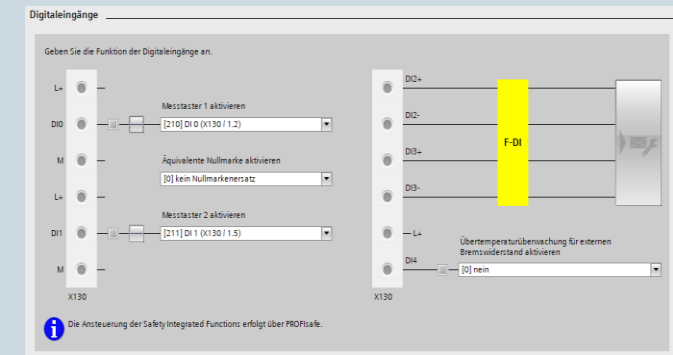 Digitaleingänge
Geben Sie die Funktion der Digitaleingänge an.
L+
Messtaster 1 aktivieren
DI0
[210] DI 0 (X130 / 1.2)
M
Äquivalente Nullmarke aktivieren
[0] kein Nullmarkenersatz
L+
Messtaster 2 aktivieren
DI1
[211] DI 1 (X130 / 1.5)
M
X130
DI2+
DI2-
F-DI
DI3+
DI3-
L+
Übertemperaturüberwachung für externen
Bremswiderstand aktivieren
DI4
[0] nein
X130
Die Ansteuerung der Safety Integrated Functions erfolgt über PROFIsafe.